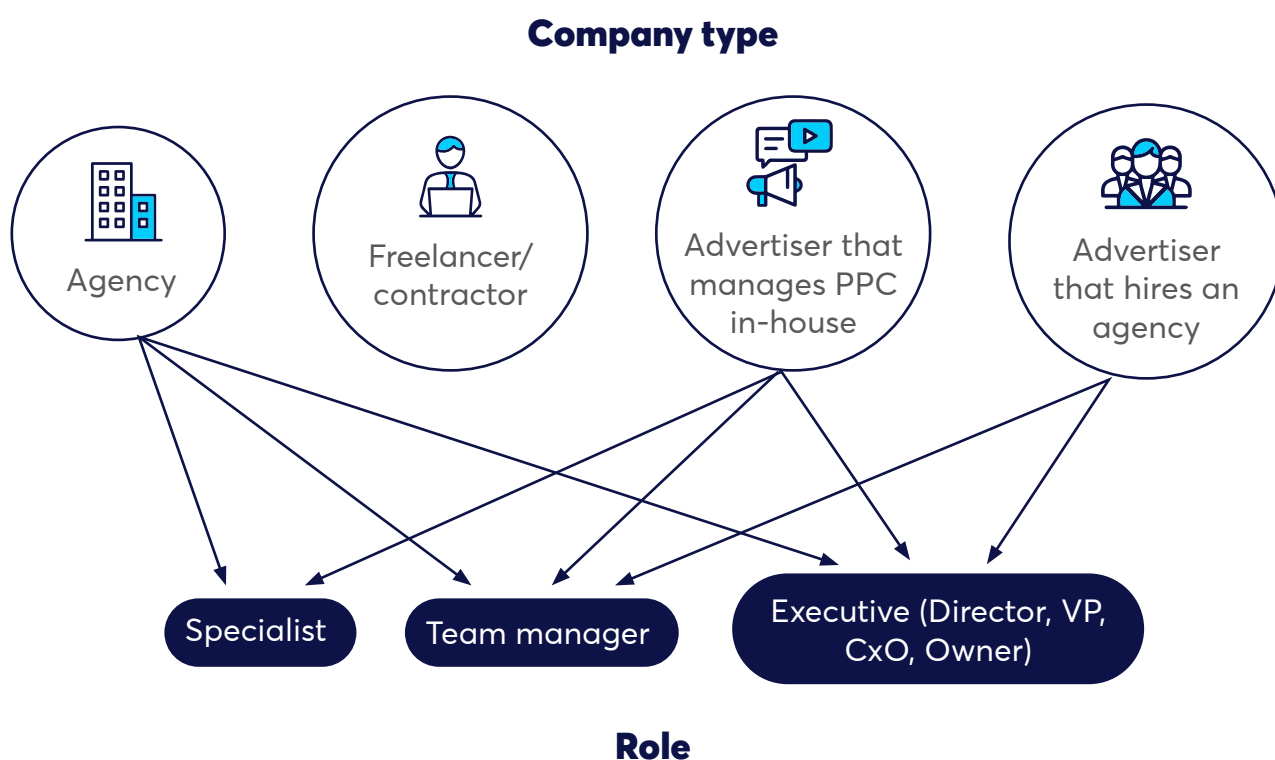 Company type
Agency
Freelancer/
contractor
Advertiser that
manages PPC
in-house
Advertiser
that hires an
agency
Specialist
Team manager
Executive (Director, VP,
CxO, Owner)
Role